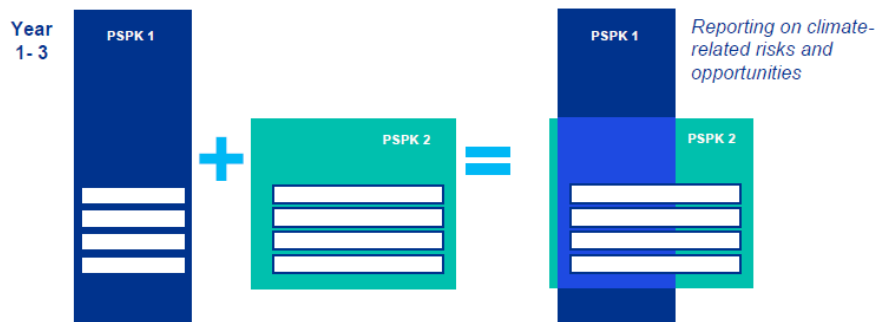 Year
1- 3
PSPK 1
PSPK 2
PSPK 1
Reporting on climate-
related risks and
opportunities
PSPK 2